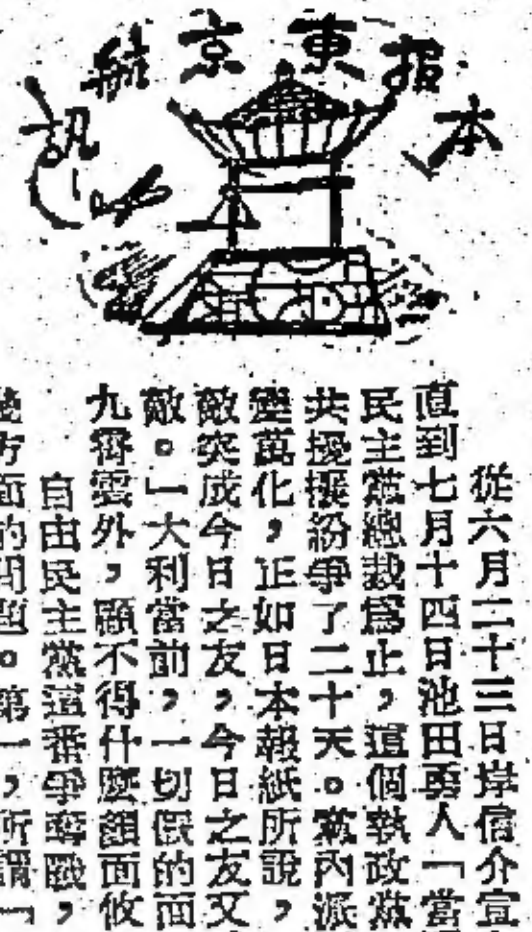 本報東京航訊
從六月二十三日岸信介宣
直到七月十四日池田勇人「當
民主黨總裁爲止,這個執政黨
共擾攘紛爭了二十天。黨內派
變萬化,正如日本報紙所說,
敵突成今日之友,今日之友又
敵。」大利當前,一切假的面
九霄雲外,顧不得什麼顏面攸
自由民主黨這番爭奪戰,
幾方面的問題。第一,所謂「